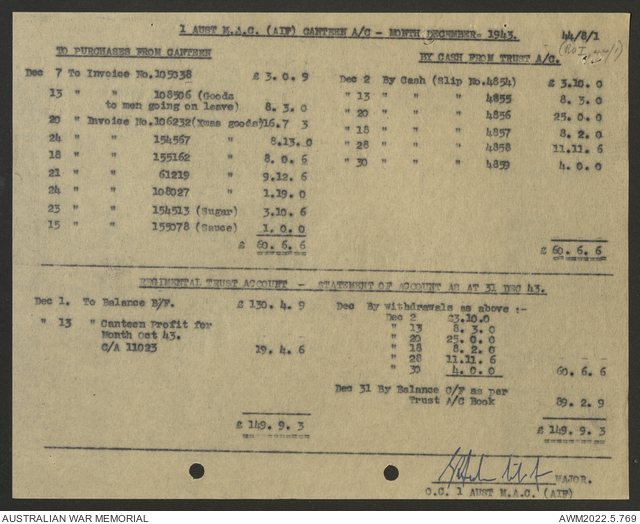 1 AUST M.A.C. (AIF) CANTEEN A/C - MONTH DECEMBER- 1943.
44/8/1
TO PURCHASES FROM CANTEEN
Dec 7 To Invoice No.105038 £ 3. 0. 9
13 " " 108506 (Goods
to men going on leave) 8. 3. 0
20 " Invoice No.106232(Xmas goods)16.7 3
24 " " 154567 " 8.13. 0
18 " " 155162 " 8. 0. 6
21 " " 61219 " 9.12. 6
24 " " 108027 " 1.19. 0
23 " " 154513 (Sugar) 3.10. 6
15 " " 155078 (Sauce) 1. 0. 0
£ 60. 6. 6
BY CASH FROM TRUST A/C.
Dec 2 By Cash (Slip No.4854) £ 3.10. 0
" 13 " " " 4855 8. 3. 0
" 20 " " " 4856 25. 0. 0
" 18 " " " 4857 8. 2. 0
" 28 " " " 4858 11.11. 6
" 30 " " " 4859 4. 0. 0
£ 60. 6. 6
REGIMENTAL TRUST ACCOUNT - STATEMENT OF ACCOUNT AS AT 31 DEC 43.
Dec 1. To Balance B/F. £ 130. 4. 9
" 13 " Canteen Profit for
Month Oct 43.
C/A 11023 19. 4. 6
£ 149. 9. 3
Dec By withdrawals as above :-
Dec 2 £3.10.0
" 13 8. 3. 0
" 20 25. 0. 0
" 18 8. 2. 0
" 28 11.11. 6
" 30 4. 0. 0 60. 6. 6
Dec 31 By Balance C/F as per
Trust A/C Book 89. 2. 9
£ 149. 9. 3
MAJOR.
O.C. 1 AUST M.A.C. (AIF)
AUSTRALIAN WAR MEMORIAL
AWM2022.5.769